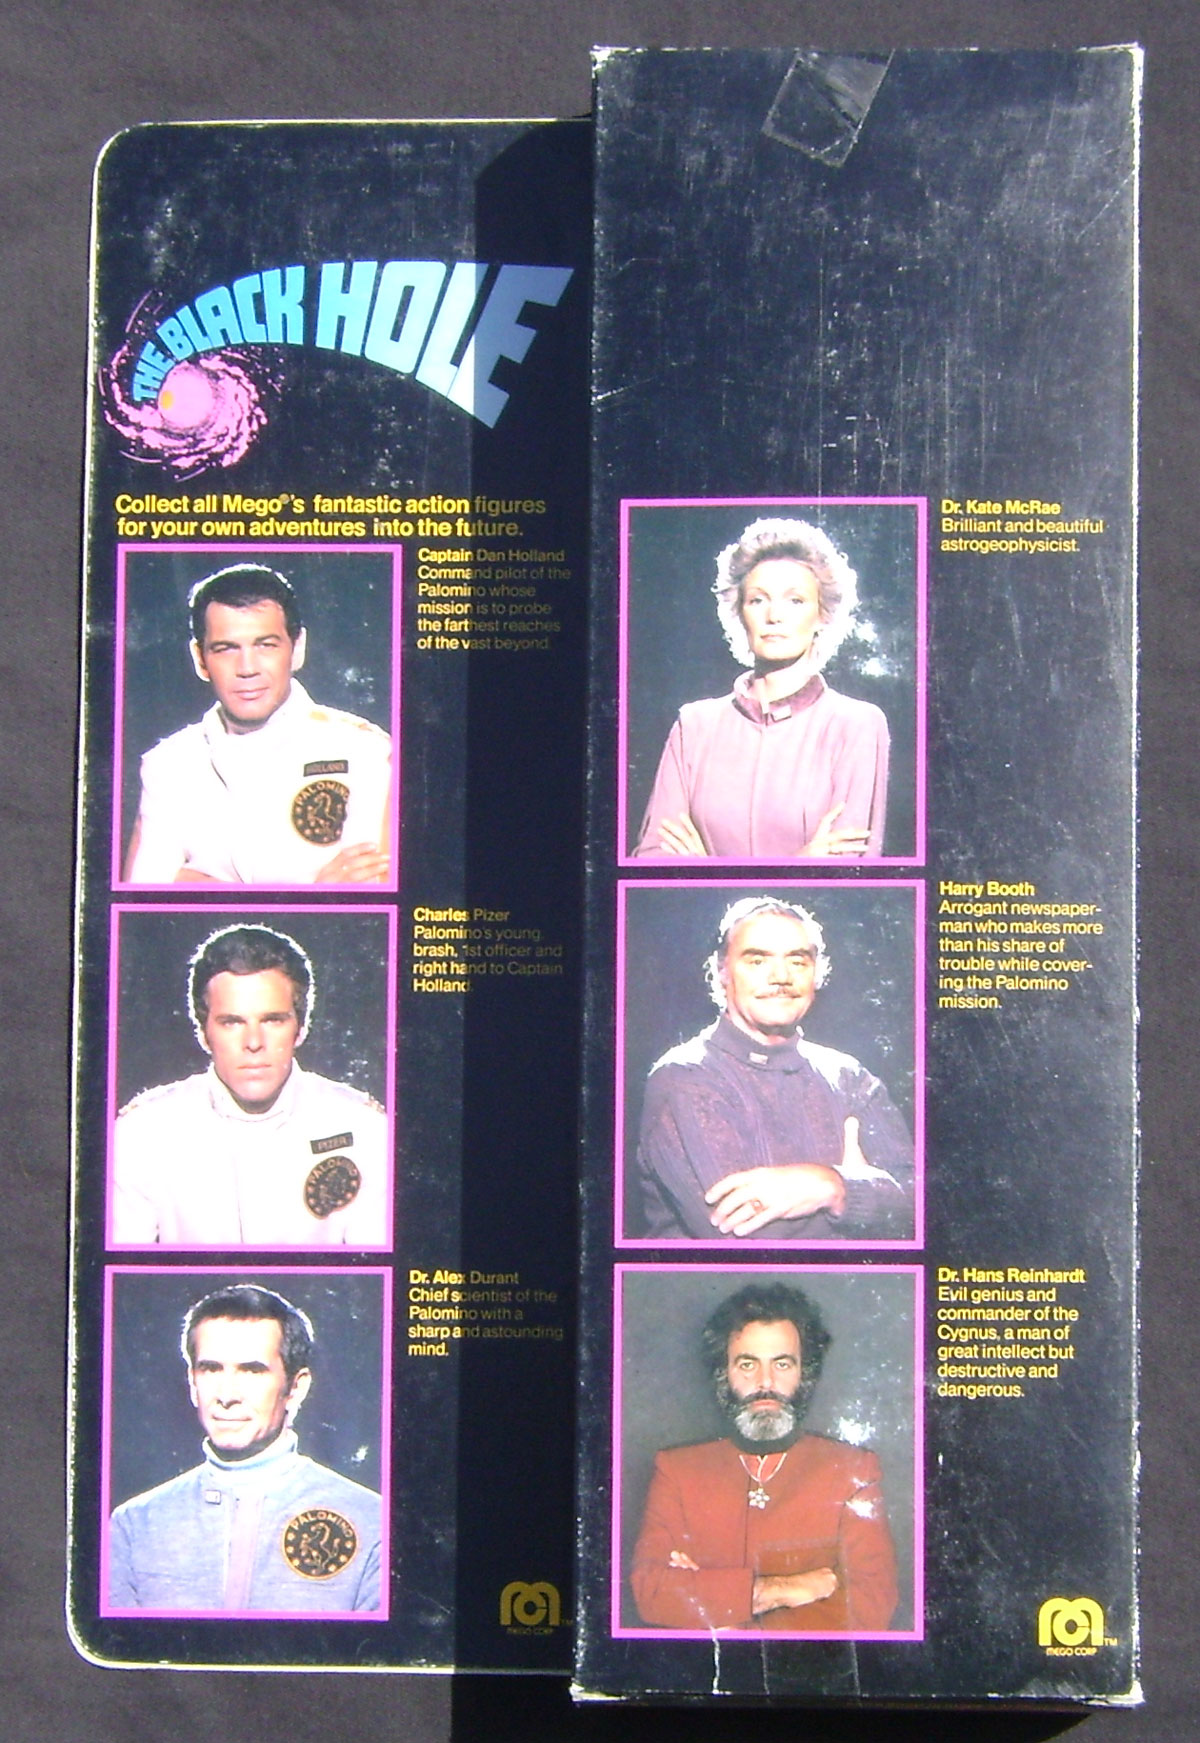 THE BLACK HOLE
Collect all Mego®'s fantastic action figures
for your own adventures into the future.
Captain Dan Holland
Command pilot of the
Palomino whose
mission is to probe
the farthest reaches
of the vast beyond.
HOLLAND
PALOMINO
Charles Pizer
Palomino's young,
brash, 1st officer and
right hand to Captain
Holland.
PIZER
PALOMINO
Dr. Alex Durant
Chief scientist of the
Palomino with a
sharp and astounding
mind.
PALOMINO
MEGO CORP
TM
Dr. Kate McRae
Brilliant and beautiful
astrogeophysicist.
Harry Booth
Arrogant newspaper-
man who makes more
than his share of
trouble while cover-
ing the Palomino
mission.
Dr. Hans Reinhardt
Evil genius and
commander of the
Cygnus, a man of
great intellect but
destructive and
dangerous.
TM
MEGO CORP